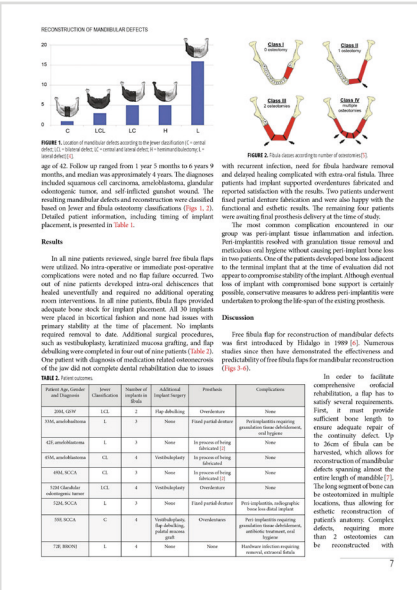 RECONSTRUCTION OF MANDIBULAR DEFECTS
20
15
10
5
0
C
LCL
LC
H
L
FIGURE 1. Location of mandibular defects according to the Jewer classification (C = central
defect; LCL = bilateral defect; LC = central and lateral defect; H = hemimandibulectomy; L =
lateral defect) [4].
Class I
0 osteotomy
Class II
1 osteotomy
Class III
2 osteotomies
Class IV
multiple
osteotomies
FIGURE 2. Fibula classes according to number of osteotomies [5].
age of 42. Follow up ranged from 1 year 5 months to 6 years 9
months, and median was approximately 4 years. The diagnoses
included squamous cell carcinoma, ameloblastoma, glandular
odontogenic tumor, and self-inflicted gunshot wound. The
resulting mandibular defects and reconstruction were classified
based on Jewer and fibula osteotomy classifications (Figs 1, 2).
Detailed patient information, including timing of implant
placement, is presented in Table 1.
Results
In all nine patients reviewed, single barrel free fibula flaps
were utilized. No intra-operative or immediate post-operative
complications were noted and no flap failure occurred. Two
out of nine patients developed intra-oral dehiscences that
healed uneventfully and required no additional operating
room interventions. In all nine patients, fibula flaps provided
adequate bone stock for implant placement. All 30 implants
were placed in bicortical fashion and none had issues with
primary stability at the time of placement. No implants
required removal to date. Additional surgical procedures,
such as vestibuloplasty, keratinized mucosa grafting, and flap
debulking were completed in four out of nine patients (Table 2).
One patient with diagnosis of medication related osteonecrosis
of the jaw did not complete dental rehabilitation due to issues
with recurrent infection, need for fibula hardware removal
and delayed healing complicated with extra-oral fistula. Three
patients had implant supported overdentures fabricated and
reported satisfaction with the results. Two patients underwent
fixed partial denture fabrication and were also happy with the
functional and esthetic results. The remaining four patients
were awaiting final prosthesis delivery at the time of study.
The most common complication encountered in our
group was peri-implant tissue inflammation and infection.
Peri-implantitis resolved with granulation tissue removal and
meticulous oral hygiene without causing peri-implant bone loss
in two patients. One of the patients developed bone loss adjacent
to the terminal implant that at the time of evaluation did not
appear to compromise stability of the implant. Although eventual
loss of implant with compromised bone support is certainly
possible, conservative measures to address peri-implantitis were
undertaken to prolong the life-span of the existing prosthesis.
Discussion
Free fibula flap for reconstruction of mandibular defects
was first introduced by Hidalgo in 1989 [6]. Numerous
studies since then have demonstrated the effectiveness and
predictability of free fibula flaps for mandible reconstruction
(Figs 3-6).
TABLE 2. Patient outcomes.
Patient Age, Gender and Diagnosis | Jewer Classification | Number of implants in fibula | Additional Implant Surgery | Prosthesis | Complications
20M, GSW | LCL | 2 | Flap debulking | Overdenture | None
55M, ameloblastoma | L | 3 | None | Fixed partial denture | Peri-implantitis requiring granulation tissue debridement, oral hygiene
42F, ameloblastoma | L | 3 | None | In process of being fabricated [2] | None
45M, ameloblastoma | CL | 4 | Vestibuloplasty | In process of being fabricated | None
49M, SCCA | CL | 3 | None | In process of being fabricated [2] | None
52M Glandular odontogenic tumor | LCL | 4 | Vestibuloplasty | Overdenture | None
52M, SCCA | L | 3 | None | Fixed partial denture | Peri-implantitis, radiographic bone loss distal implant
59F, SCCA | C | 4 | Vestibuloplasty, flap debulking, palatal mucosa graft | Overdentures | Peri-implantitis requiring granulation tissue debridement, antibiotic treatment, oral hygiene
72F, BRONJ | L | 4 | None | None | Hardware infection requiring removal, extraoral fistula
In order to facilitate
comprehensive orofacial
rehabilitation, a flap has to
satisfy several requirements.
First, it must provide
sufficient bone length to
ensure adequate repair of
the continuity defect. Up
to 26cm of fibula can be
harvested, which allows for
reconstruction of mandibular
defects spanning almost the
entire length of mandible [7].
The long segment of bone can
be osteotomized in multiple
locations, thus allowing for
esthetic reconstruction of
patient's anatomy. Complex
defects, requiring more
than 2 osteotomies can
be reconstructed with
7